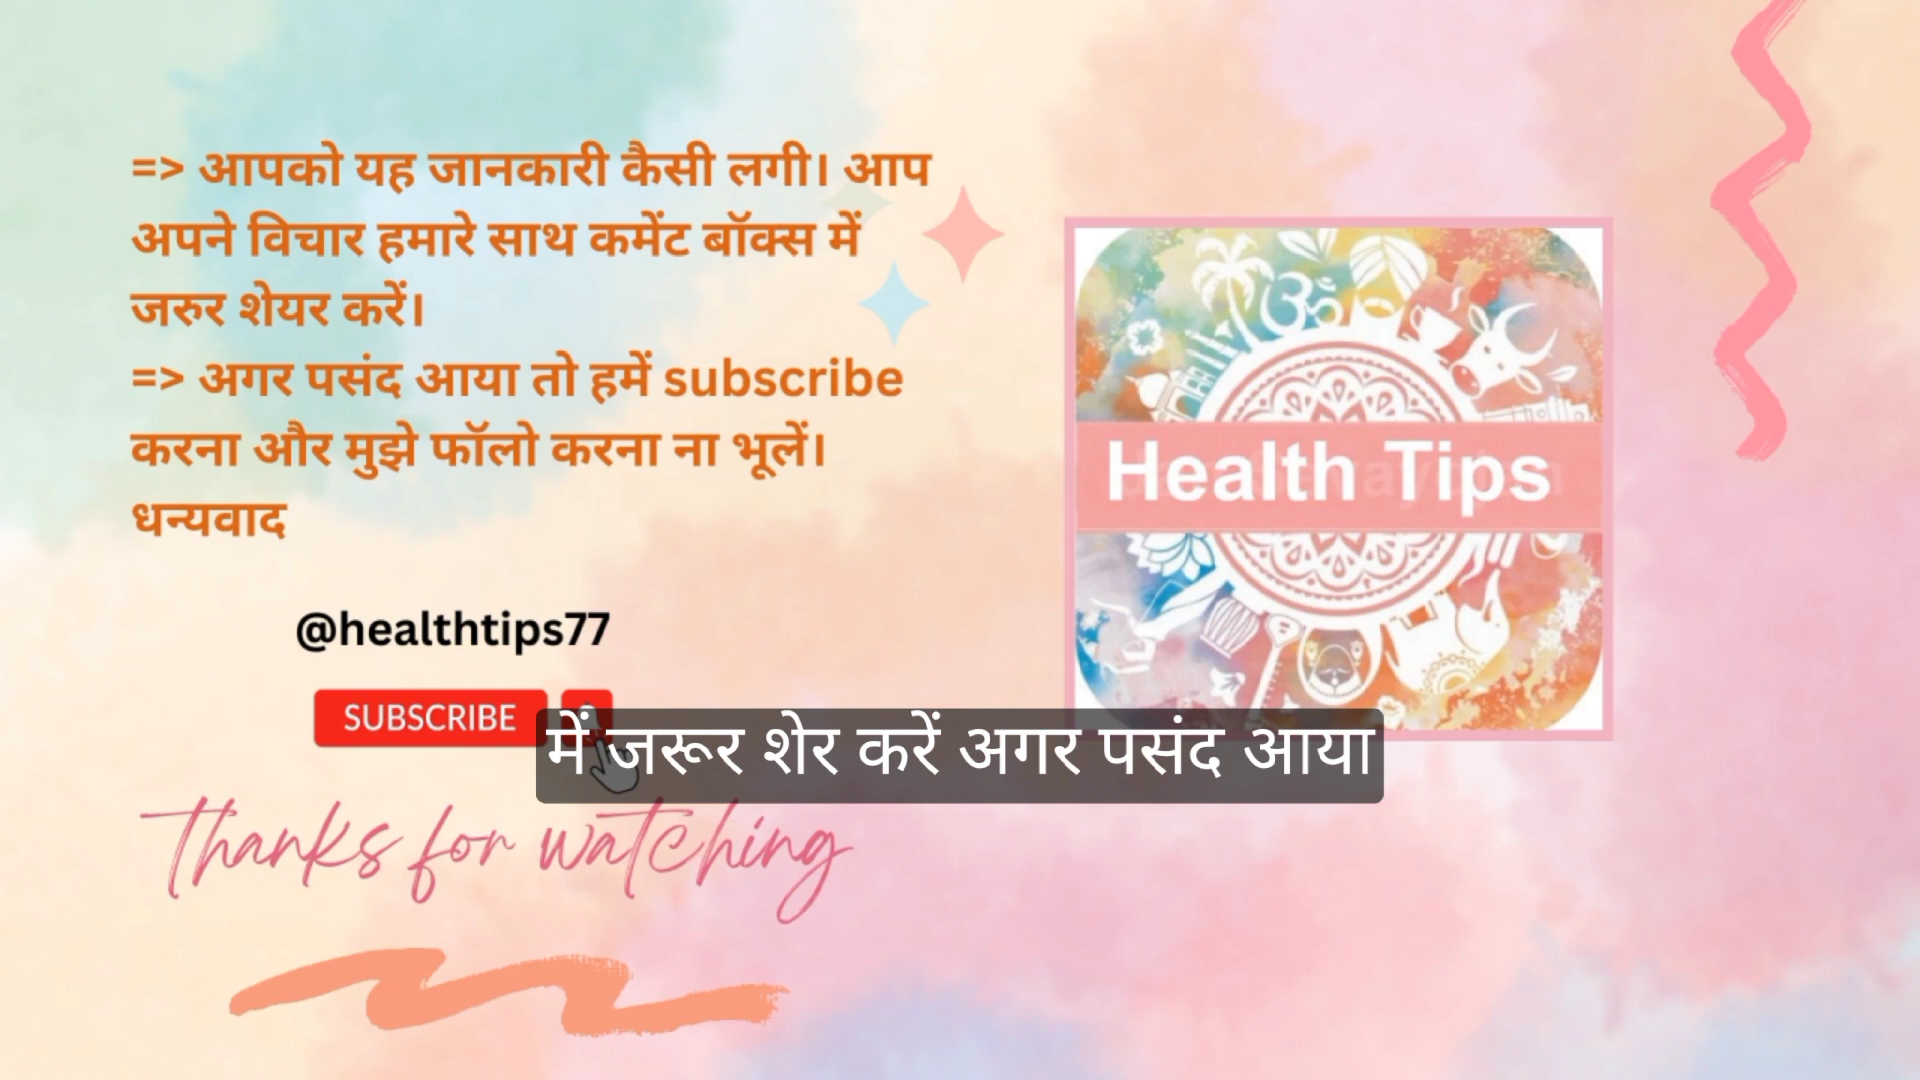 => आपको यह जानकारी कैसी लगी। आप
अपने विचार हमारे साथ कमेंट बॉक्स में
जरुर शेयर करें।
=> अगर पसंद आया तो हमें subscribe
करना और मुझे फॉलो करना ना भूलें।
धन्यवाद
@healthtips77
SUBSCRIBE
में जरूर शेर करें अगर पसंद आया
Thanks for watching
ॐ
Health Tips